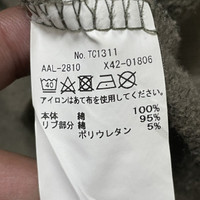 No. TC1311
AAL-2810 X42-01806
40
アイロンはあて布を使用してください
本体 綿 100%
リブ部分 綿 95%
ポリウレタン 5%